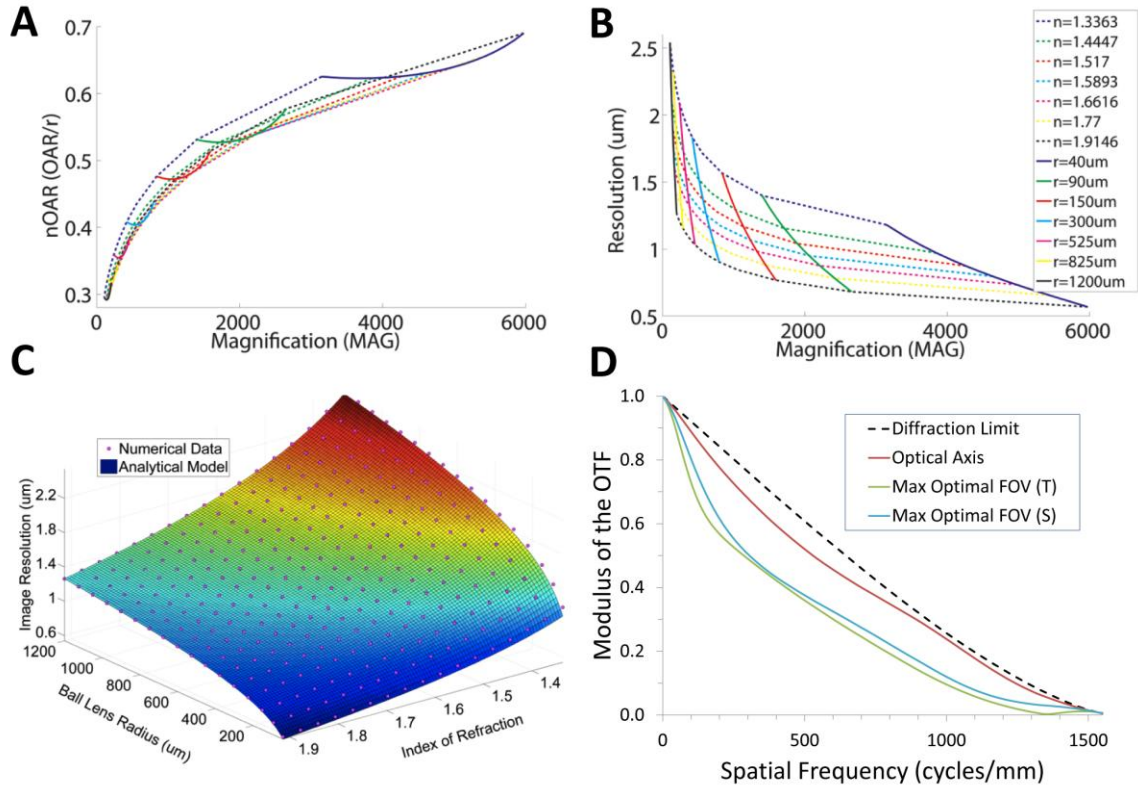 A
0.7
0.6
0.5
0.4
0.3
nOAR (OAR/r)
0
2000
4000
6000
Magnification (MAG)
B
2.5
2
1.5
1
0.5
Resolution (um)
0
2000
4000
6000
Magnification (MAG)
n=1.3363
n=1.4447
n=1.517
n=1.5893
n=1.6616
n=1.77
n=1.9146
r=40um
r=90um
r=150um
r=300um
r=525um
r=825um
r=1200um
C
Numerical Data
Analytical Model
Image Resolution (um)
2.2
1.8
1.4
1
0.6
1200
1000
800
600
400
200
Ball Lens Radius (um)
1.9
1.8
1.7
1.6
1.5
1.4
Index of Refraction
D
Modulus of the OTF
1.0
0.8
0.6
0.4
0.2
0.0
Diffraction Limit
Optical Axis
Max Optimal FOV (T)
Max Optimal FOV (S)
0
500
1000
1500
Spatial Frequency (cycles/mm)